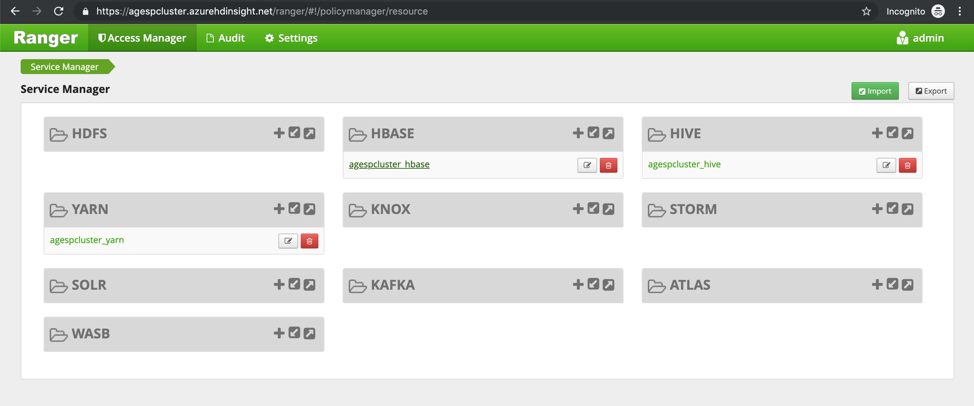 https://agespcluster.azurehdinsight.net/ranger/#!/policymanager/resource
Incognito
Ranger
Access Manager
Audit
Settings
admin
Service Manager
Service Manager
Import
Export
HDFS
HBASE
HIVE
agespcluster_hbase
agespcluster_hive
YARN
KNOX
STORM
agespcluster_yarn
SOLR
KAFKA
ATLAS
WASB